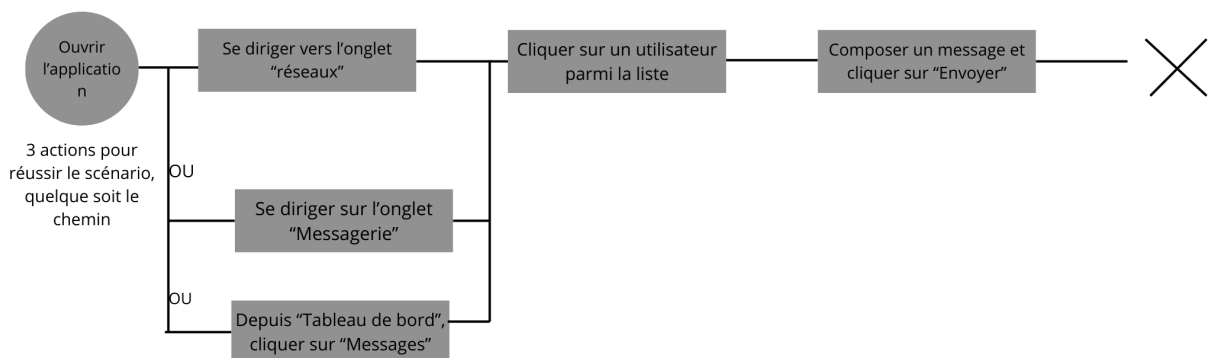 Ouvrir
l’applicatio
n
3 actions pour
réussir le scénario,
quelque soit le
chemin
Se diriger vers l’onglet
“réseaux”
OU
Se diriger sur l’onglet
“Messagerie”
OU
Depuis “Tableau de bord”,
cliquer sur “Messages”
Cliquer sur un utilisateur
parmi la liste
Composer un message et
cliquer sur “Envoyer”